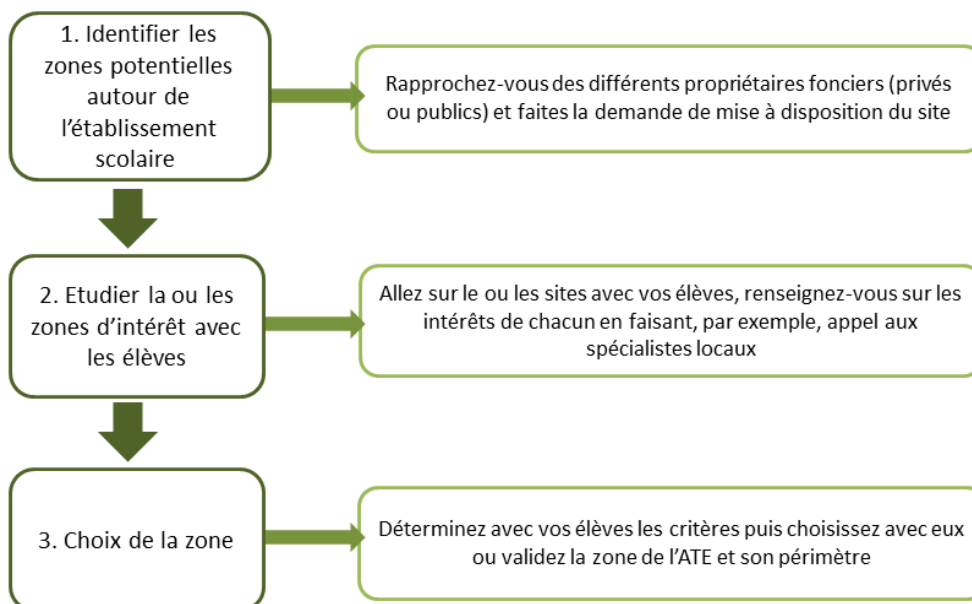 1. Identifier les
zones potentielles
autour de
l'établissement
scolaire
Rapprochez-vous des différents propriétaires fonciers (privés
ou publics) et faites la demande de mise à disposition du site
2. Etudier la ou les
zones d'intérêt avec
les élèves
Allez sur le ou les sites avec vos élèves, renseignez-vous sur les
intérêts de chacun en faisant, par exemple, appel aux
spécialistes locaux
3. Choix de la zone
Déterminez avec vos élèves les critères puis choisissez avec eux
ou validez la zone de l'ATE et son périmètre